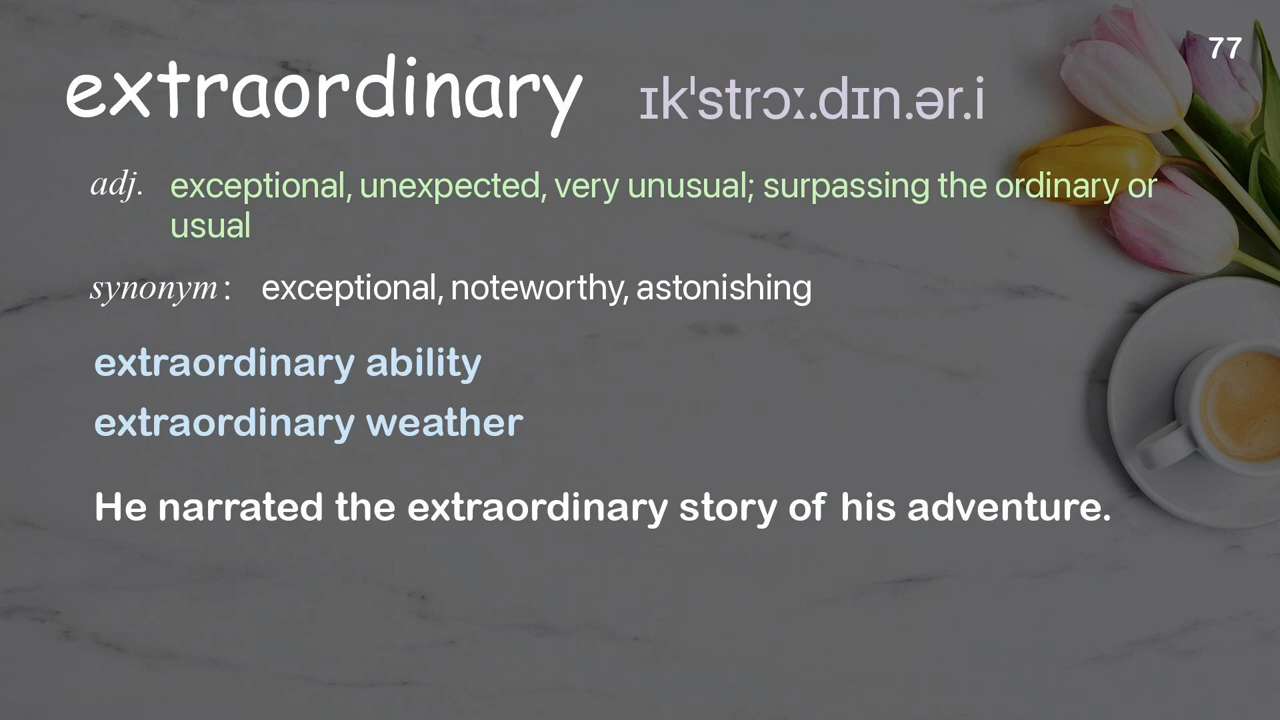 77
extraordinary ɪkˈstrɔː.dɪn.ər.i
adj. exceptional, unexpected, very unusual; surpassing the ordinary or
usual
synonym: exceptional, noteworthy, astonishing
extraordinary ability
extraordinary weather
He narrated the extraordinary story of his adventure.